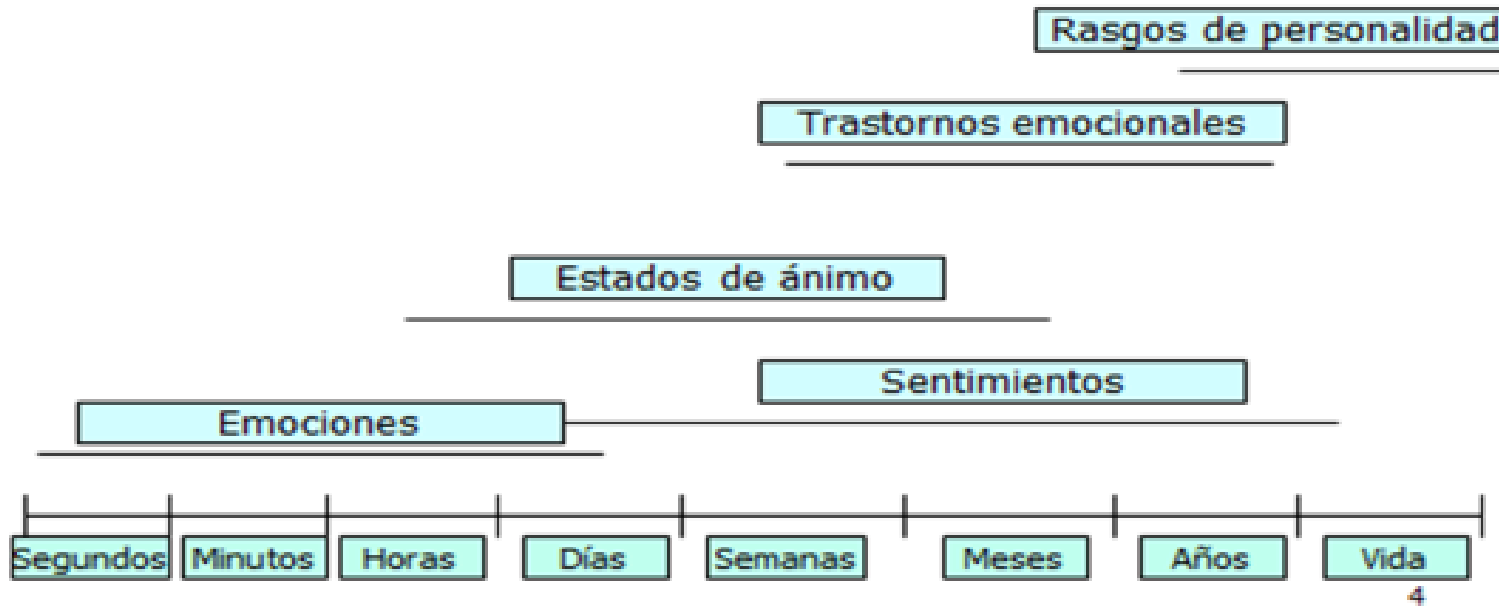 Rasgos de personalidad
Trastornos emocionales
Estados de ánimo
Sentimientos
Emociones
Segundos Minutos Horas Días Semanas Meses Años Vida
4